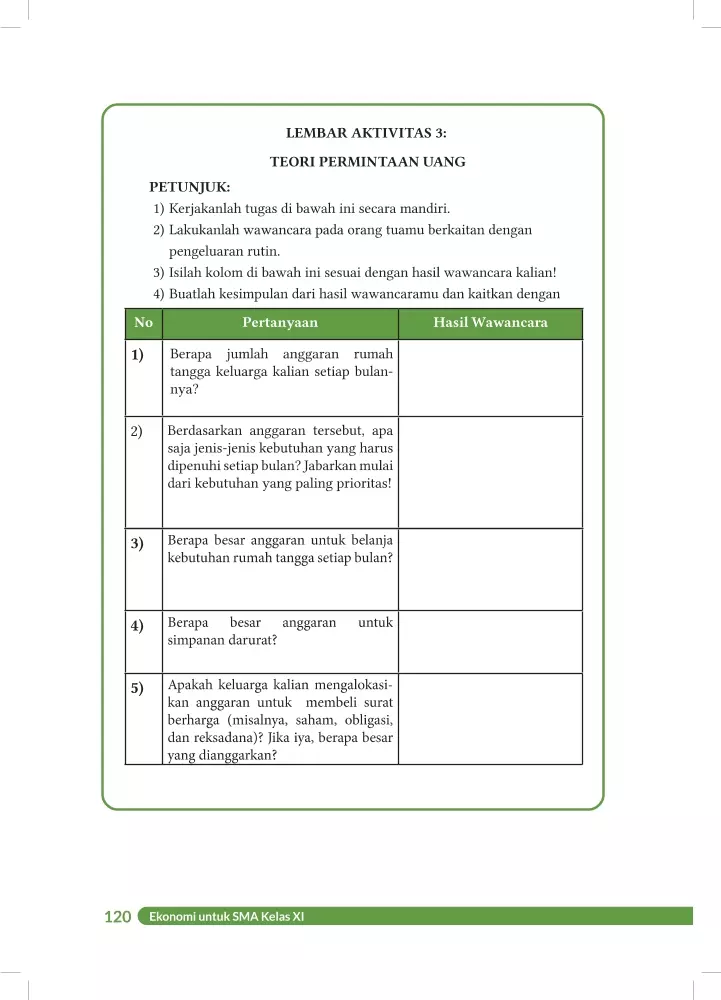 LEMBAR AKTIVITAS 3:
TEORI PERMINTAAN UANG
PETUNJUK:
1) Kerjakanlah tugas di bawah ini secara mandiri.
2) Lakukanlah wawancara pada orang tuamu berkaitan dengan
pengeluaran rutin.
3) Isilah kolom di bawah ini sesuai dengan hasil wawancara kalian!
4) Buatlah kesimpulan dari hasil wawancaramu dan kaitkan dengan
No Pertanyaan Hasil Wawancara
1) Berapa jumlah anggaran rumah
tangga keluarga kalian setiap bulan-
nya?
2) Berdasarkan anggaran tersebut, apa
saja jenis-jenis kebutuhan yang harus
dipenuhi setiap bulan? Jabarkan mulai
dari kebutuhan yang paling prioritas!
3) Berapa besar anggaran untuk belanja
kebutuhan rumah tangga setiap bulan?
4) Berapa besar anggaran untuk
simpanan darurat?
5) Apakah keluarga kalian mengalokasi-
kan anggaran untuk membeli surat
berharga (misalnya, saham, obligasi,
dan reksadana)? Jika iya, berapa besar
yang dianggarkan?
120 Ekonomi untuk SMA Kelas XI